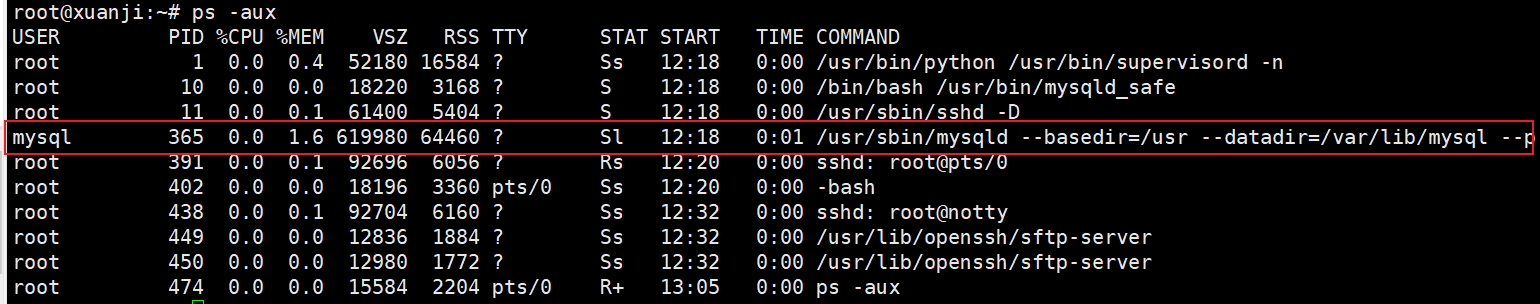 root@xuanji:~# ps -aux
USER        PID %CPU %MEM    VSZ   RSS TTY      STAT START   TIME COMMAND
root          1  0.0  0.4  52180 16584 ?        Ss   12:18   0:00 /usr/bin/python /usr/bin/supervisord -n
root         10  0.0  0.0  18220  3168 ?        S    12:18   0:00 /bin/bash /usr/bin/mysqld_safe
root         11  0.0  0.1  61400  5404 ?        S    12:18   0:00 /usr/sbin/sshd -D
mysql       365  0.0  1.6 619980 64460 ?        Sl   12:18   0:01 /usr/sbin/mysqld --basedir=/usr --datadir=/var/lib/mysql --p
root        391  0.0  0.1  92696  6056 ?        Rs   12:20   0:00 sshd: root@pts/0
root        402  0.0  0.0  18196  3360 pts/0    Ss   12:20   0:00 -bash
root        438  0.0  0.1  92704  6160 ?        Ss   12:32   0:00 sshd: root@notty
root        449  0.0  0.0  12836  1884 ?        Ss   12:32   0:00 /usr/lib/openssh/sftp-server
root        450  0.0  0.0  12980  1772 ?        Ss   12:32   0:00 /usr/lib/openssh/sftp-server
root        474  0.0  0.0  15584  2204 pts/0    R+   13:05   0:00 ps -aux